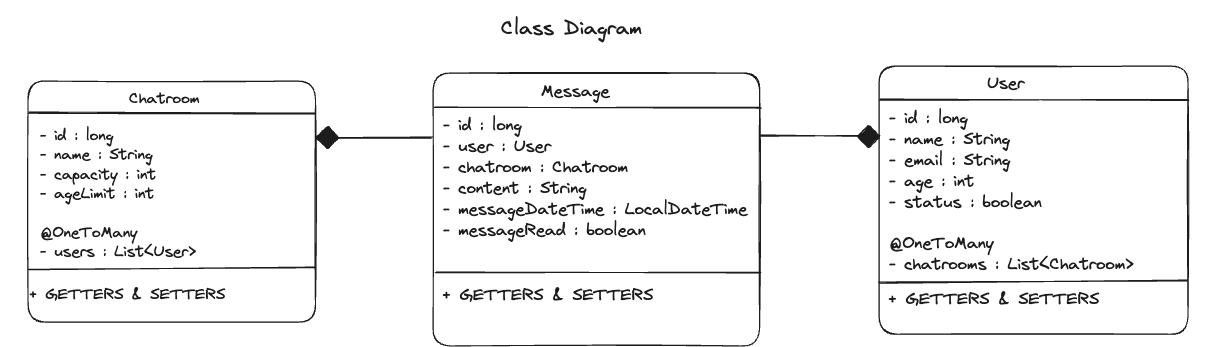 Class Diagram
Chatroom
- id : long
- name : String
- capacity : int
- ageLimit : int
@OneToMany
- users : List<User>
+ GETTERS & SETTERS
Message
- id : long
- user : User
- chatroom : Chatroom
- content : String
- messageDateTime : LocalDateTime
- messageRead : boolean
+ GETTERS & SETTERS
User
- id : long
- name : String
- email : String
- age : int
- status : boolean
@OneToMany
- chatrooms : List<Chatroom>
+ GETTERS & SETTERS